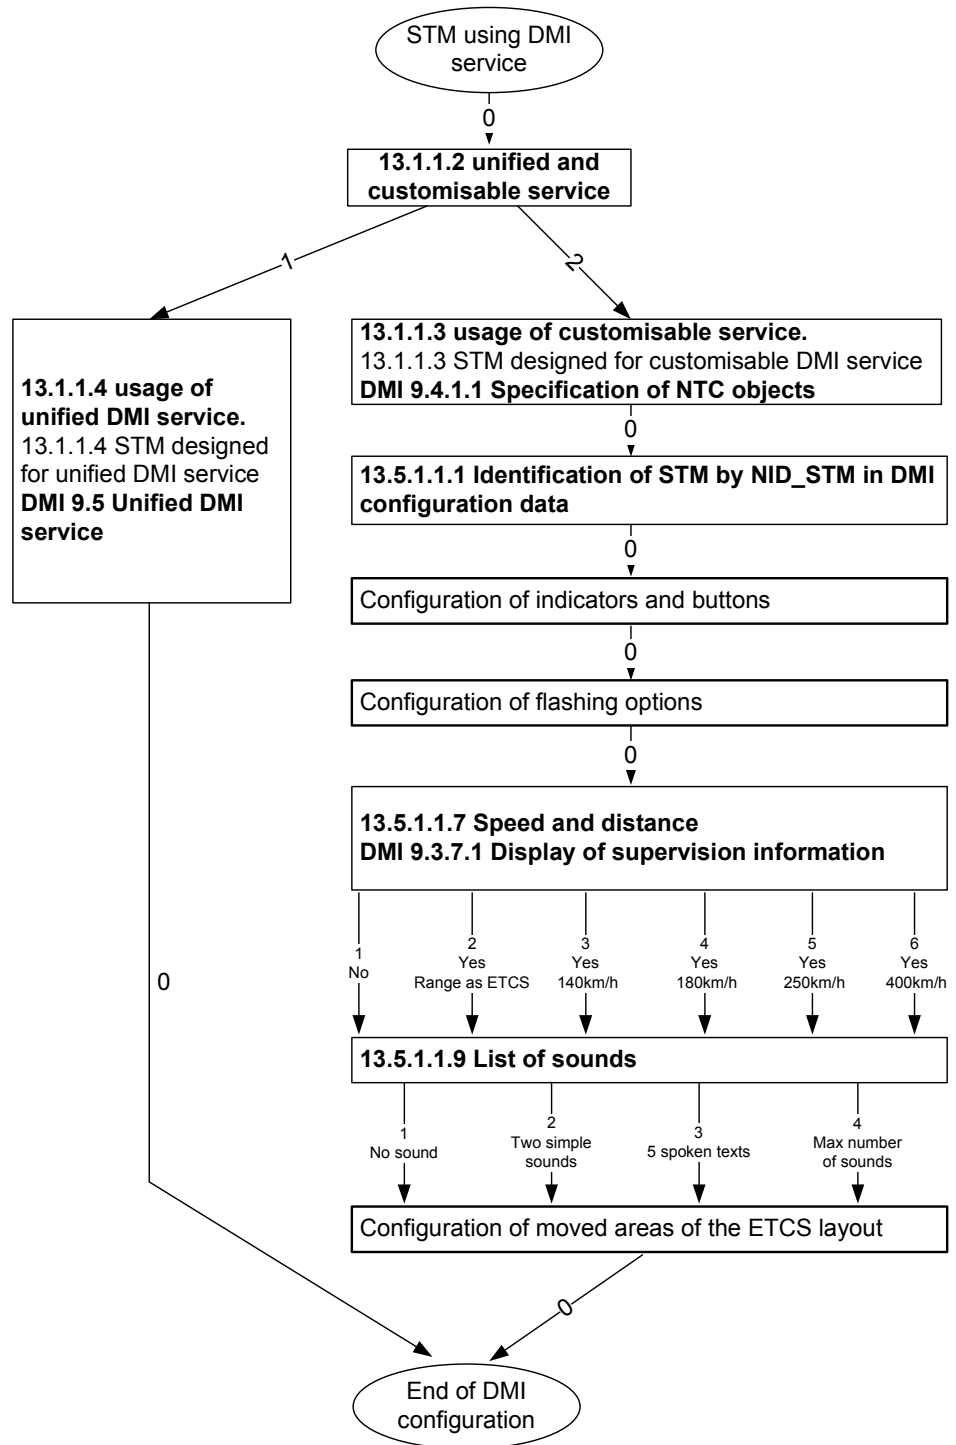 STM using DMI
service
0
13.1.1.2 unified and
customisable service
1
2
13.1.1.4 usage of
unified DMI service.
13.1.1.4 STM designed
for unified DMI service
DMI 9.5 Unified DMI
service
13.1.1.3 usage of customisable service.
13.1.1.3 STM designed for customisable DMI service
DMI 9.4.1.1 Specification of NTC objects
0
13.5.1.1.1 Identification of STM by NID_STM in DMI
configuration data
0
Configuration of indicators and buttons
0
Configuration of flashing options
0
13.5.1.1.7 Speed and distance
DMI 9.3.7.1 Display of supervision information
1
No
2
Yes
Range as ETCS
3
Yes
140km/h
4
Yes
180km/h
5
Yes
250km/h
6
Yes
400km/h
0
13.5.1.1.9 List of sounds
1
No sound
2
Two simple
sounds
3
5 spoken texts
4
Max number
of sounds
Configuration of moved areas of the ETCS layout
0
End of DMI
configuration